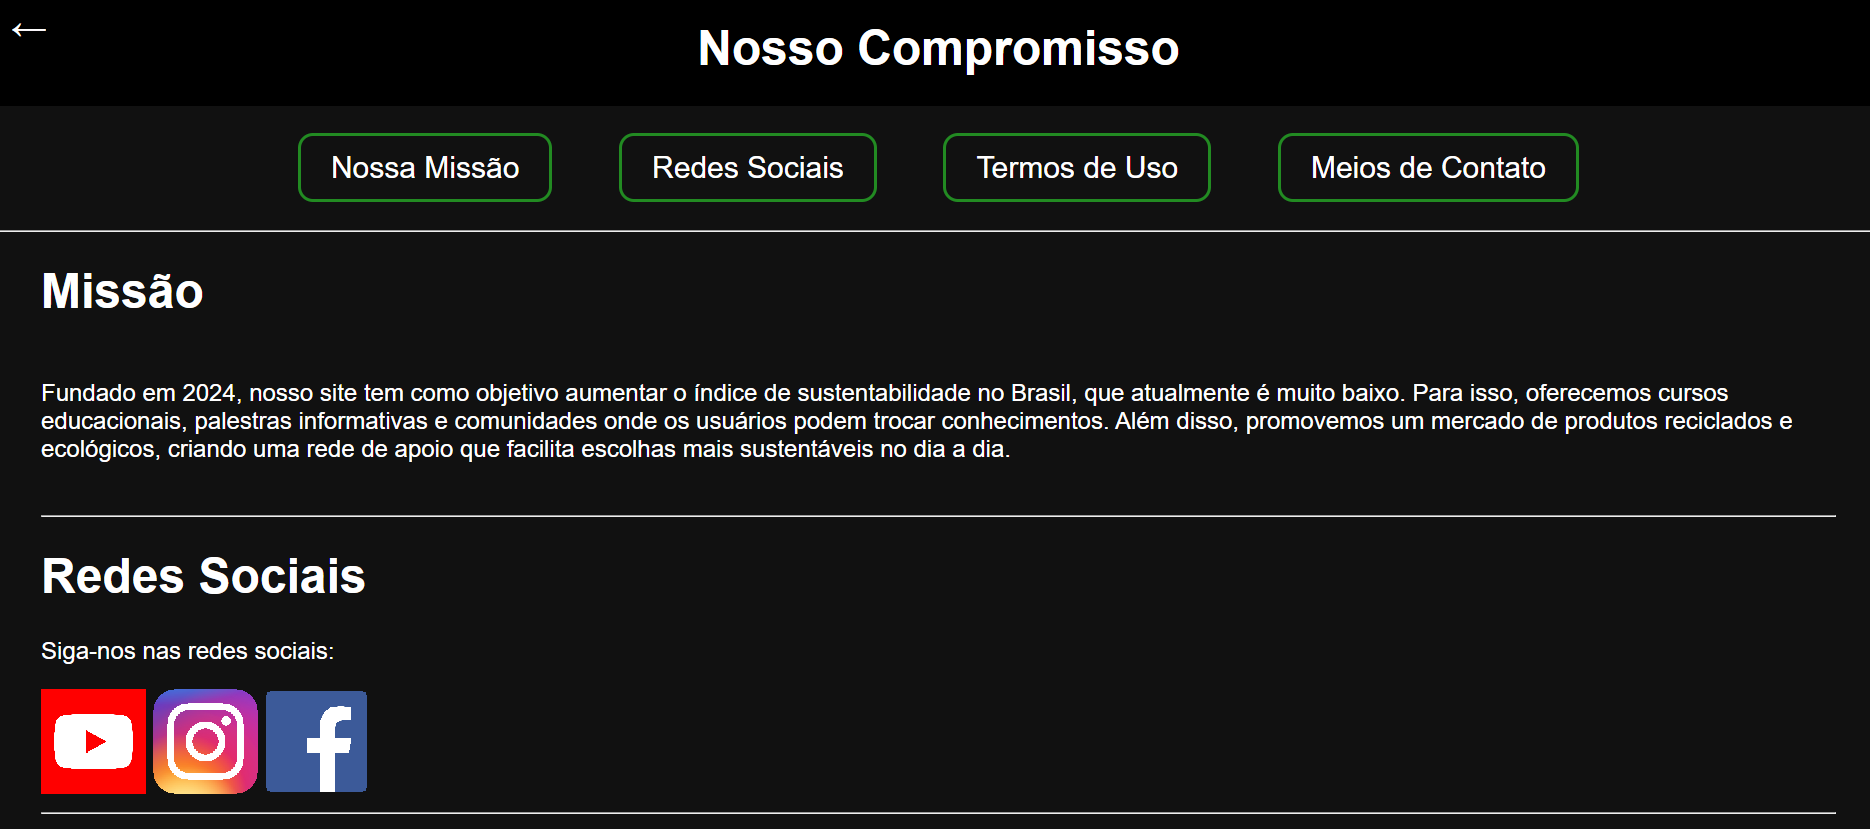 ←
Nosso Compromisso
Nossa Missão
Redes Sociais
Termos de Uso
Meios de Contato
Missão
Fundado em 2024, nosso site tem como objetivo aumentar o índice de sustentabilidade no Brasil, que atualmente é muito baixo. Para isso, oferecemos cursos
educacionais, palestras informativas e comunidades onde os usuários podem trocar conhecimentos. Além disso, promovemos um mercado de produtos reciclados e
ecológicos, criando uma rede de apoio que facilita escolhas mais sustentáveis no dia a dia.
Redes Sociais
Siga-nos nas redes sociais: